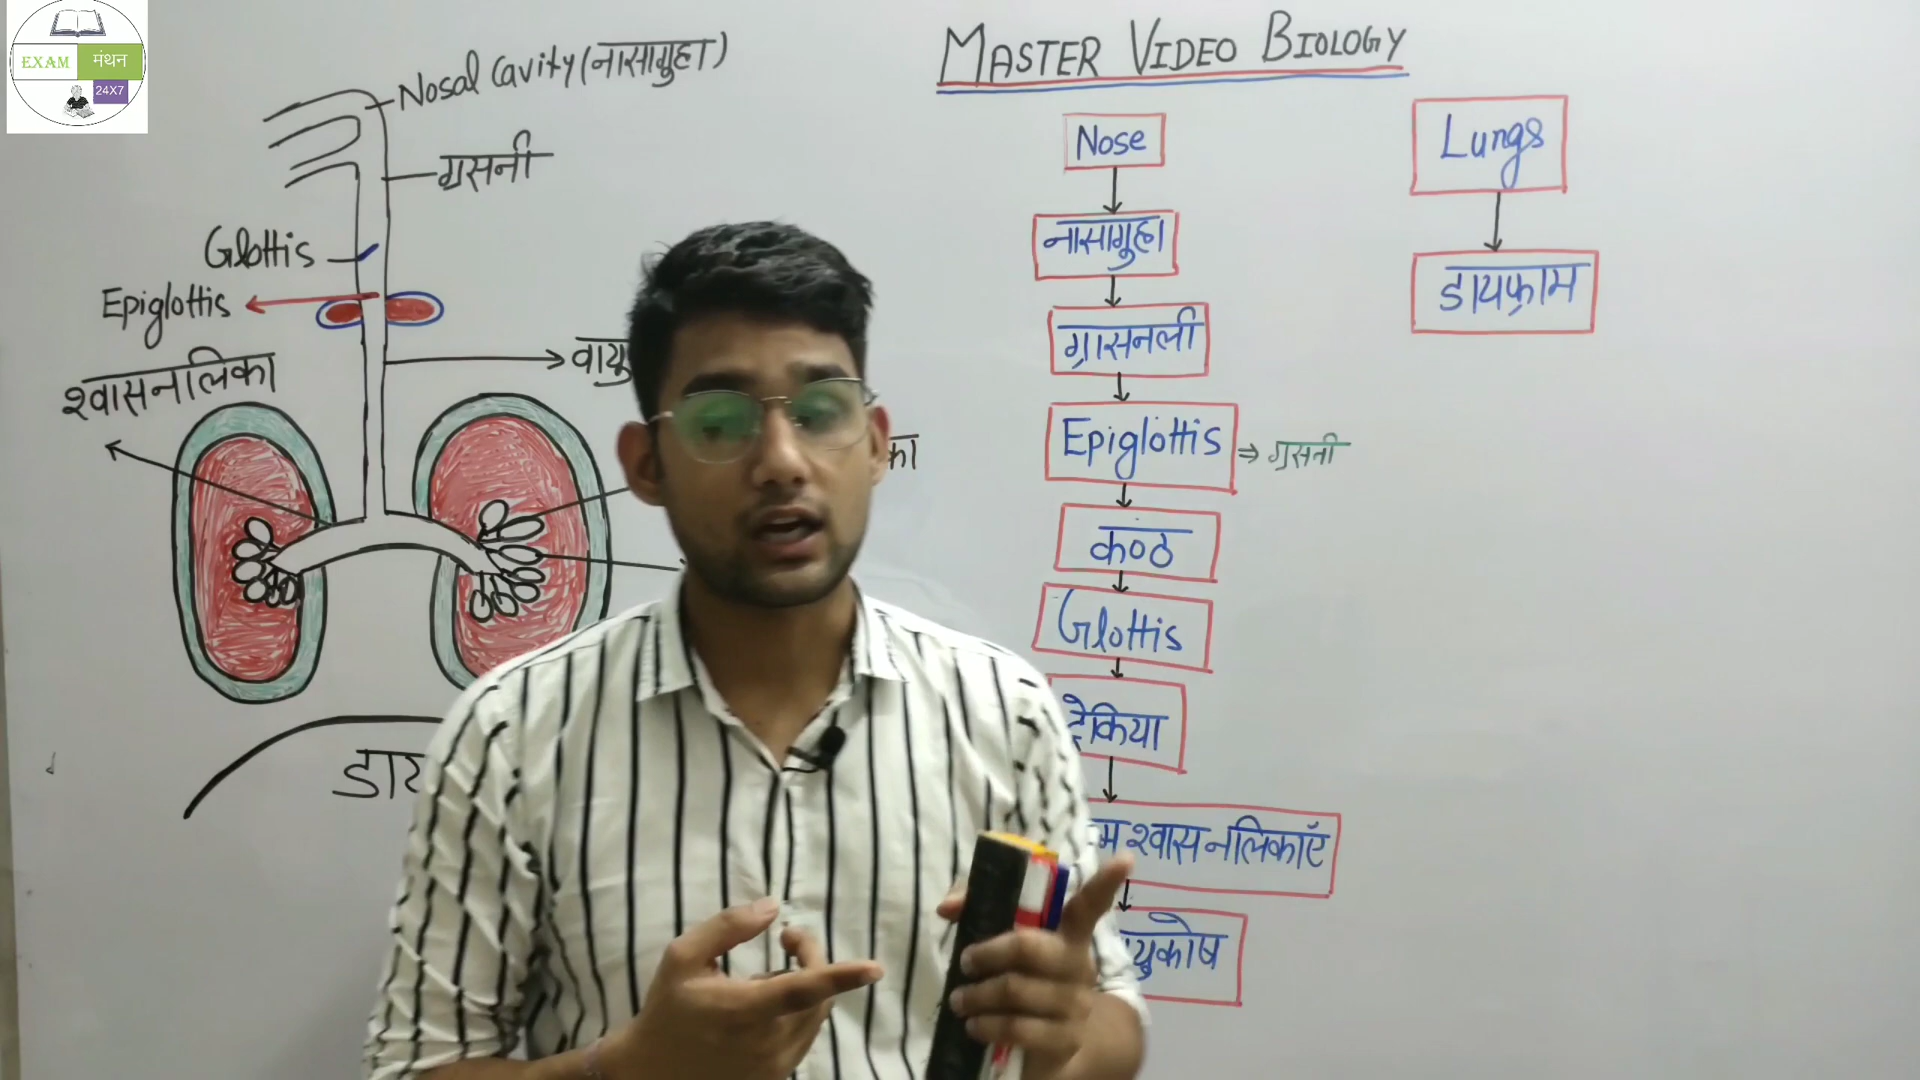 EXAM मंथन
24X7
Nosal Cavity (नासागुहा)
ग्रसनी
Glottis
Epiglottis
श्वासनलिका
MASTER VIDEO BIOLOGY
Nose
नासागुहा
ग्रासनली
Epiglottis ⇒ ग्रसनी
कण्ठ
Glottis
ट्रेकिया
श्वासनलिकाएँ
Lungs
डायफ्राम